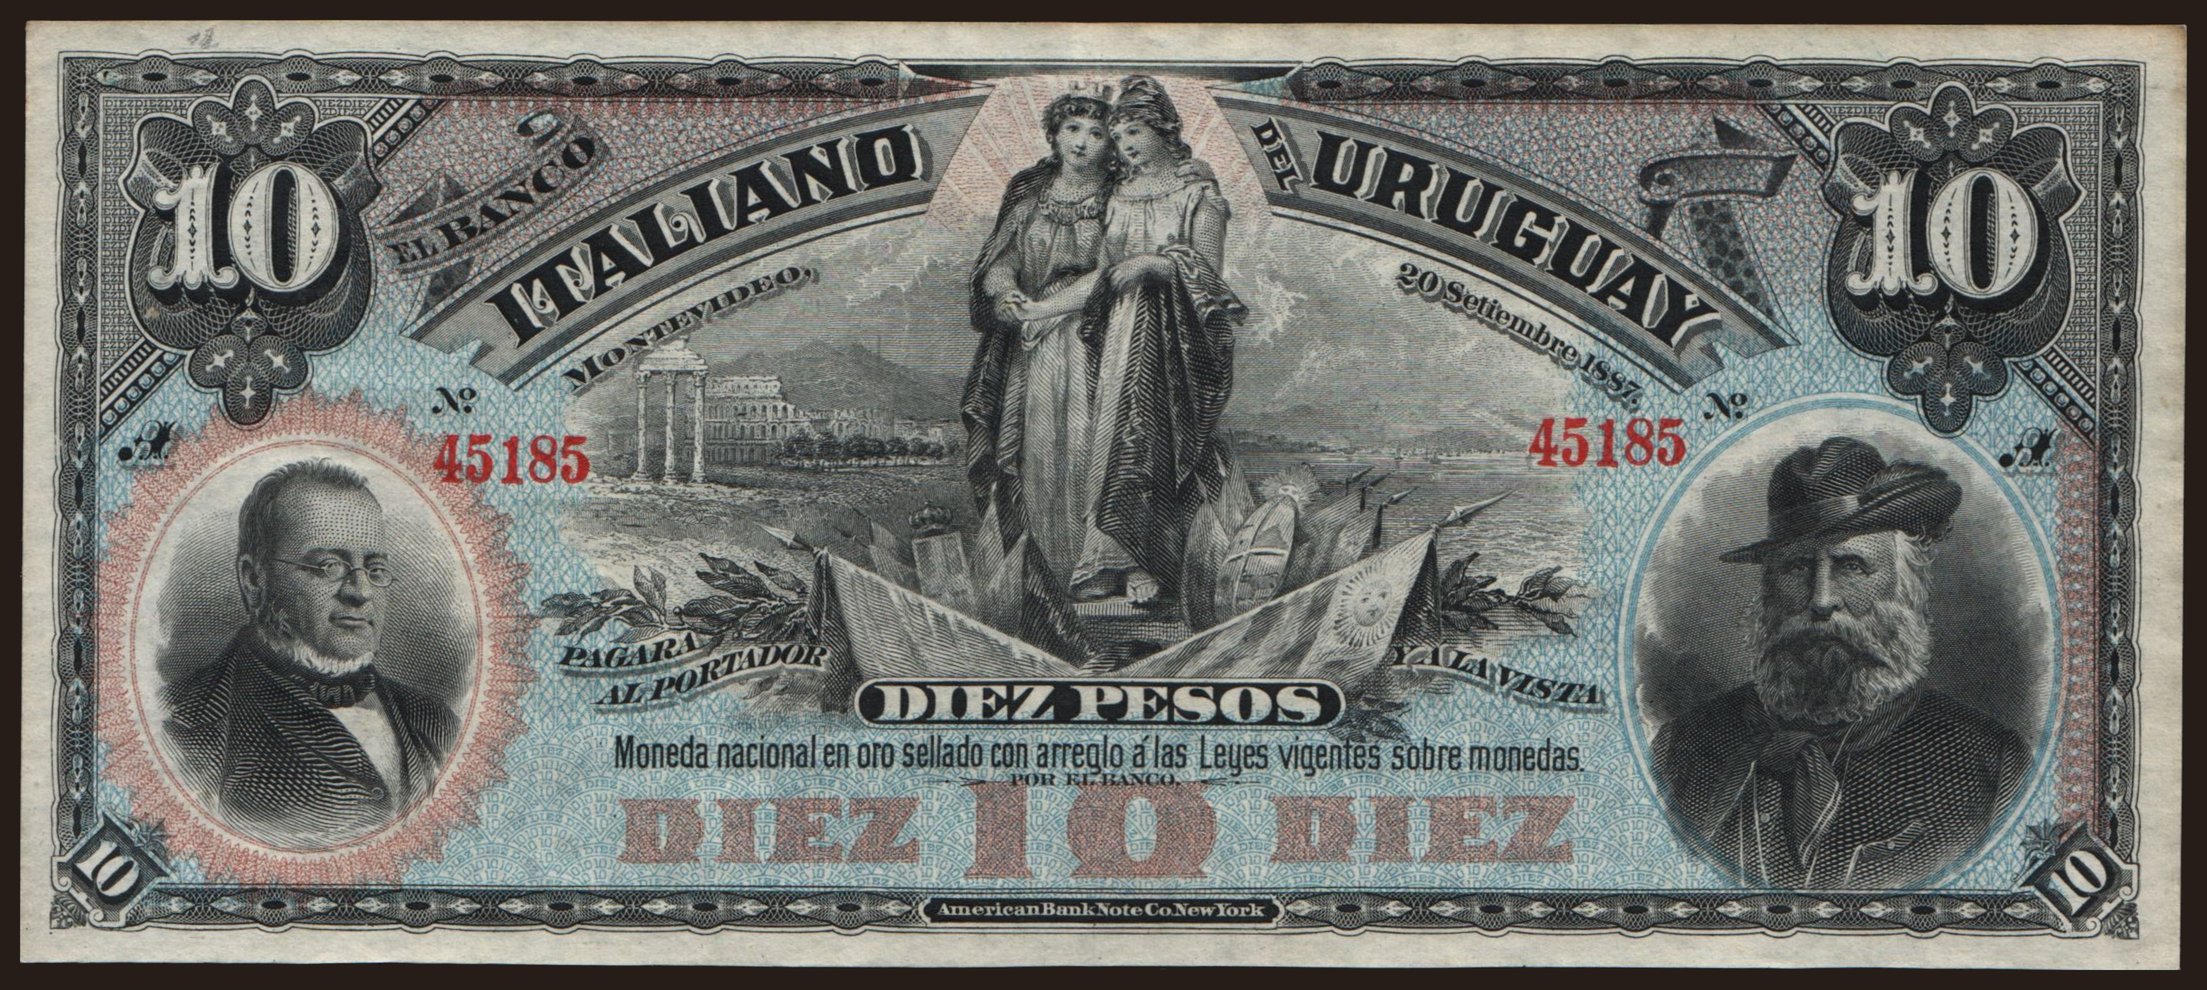 10
EL BANCO
ITALIANO
DEL
URUGUAY
10
MONTEVIDEO,
20 Setiembre 1887.
Nº
45185
Nº
45185
A
A
PAGARA
AL PORTADOR
Y A LA VISTA
DIEZ PESOS
Moneda nacional en oro sellado con arreglo á las Leyes vigentes sobre monedas.
POR EL BANCO.
DIEZ 10 DIEZ
10
10
American Bank Note Co. New York